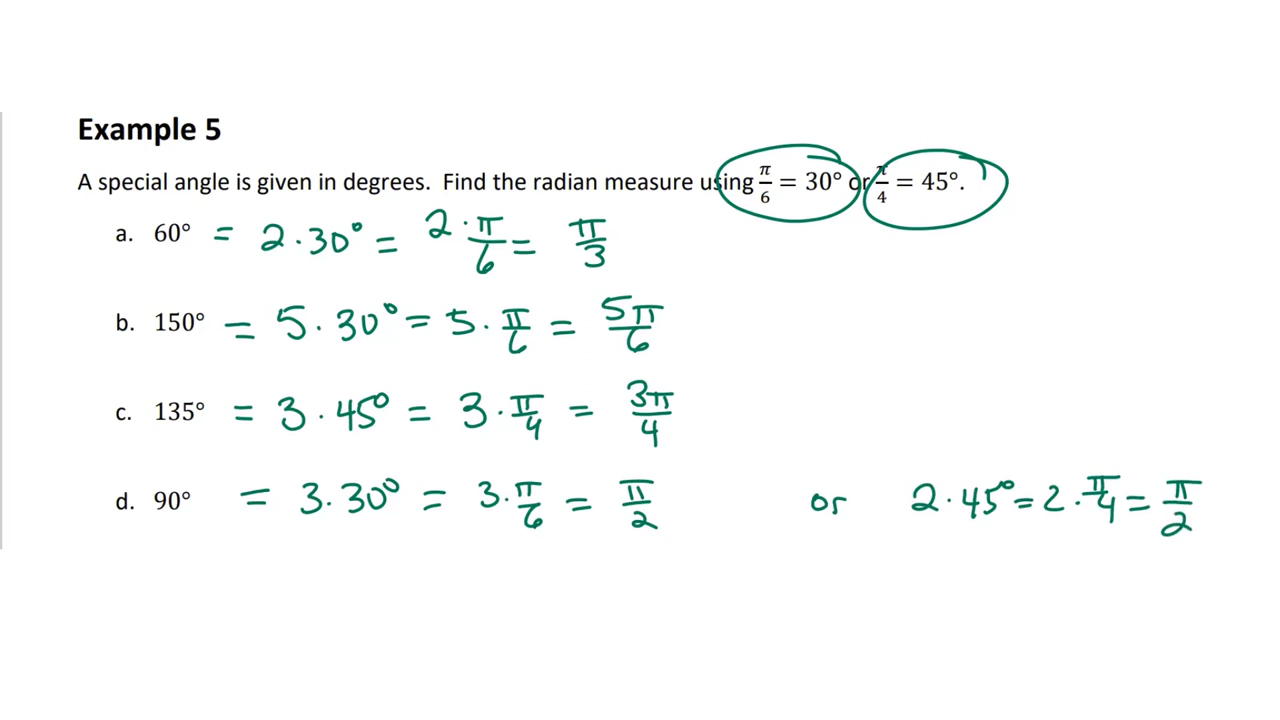 Example 5
A special angle is given in degrees. Find the radian measure using π/6 = 30° or π/4 = 45°.
a. 60° = 2·30° = 2·π/6 = π/3
b. 150° = 5·30° = 5·π/6 = 5π/6
c. 135° = 3·45° = 3·π/4 = 3π/4
d. 90° = 3·30° = 3·π/6 = π/2 or 2·45° = 2·π/4 = π/2